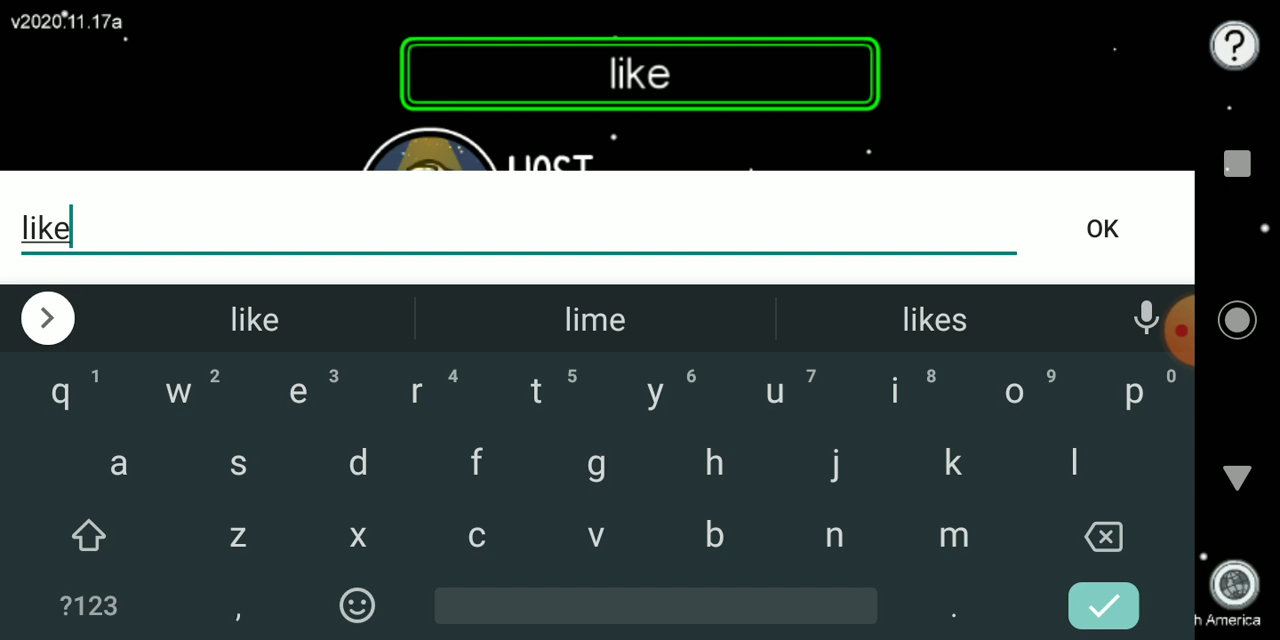 v2020.11.17a
like
HOST
like
OK
like lime likes
q 1 w 2 e 3 r 4 t 5 y 6 u 7 i 8 o 9 p 0
a s d f g h j k l
z x c v b n m
?123 , .
h America